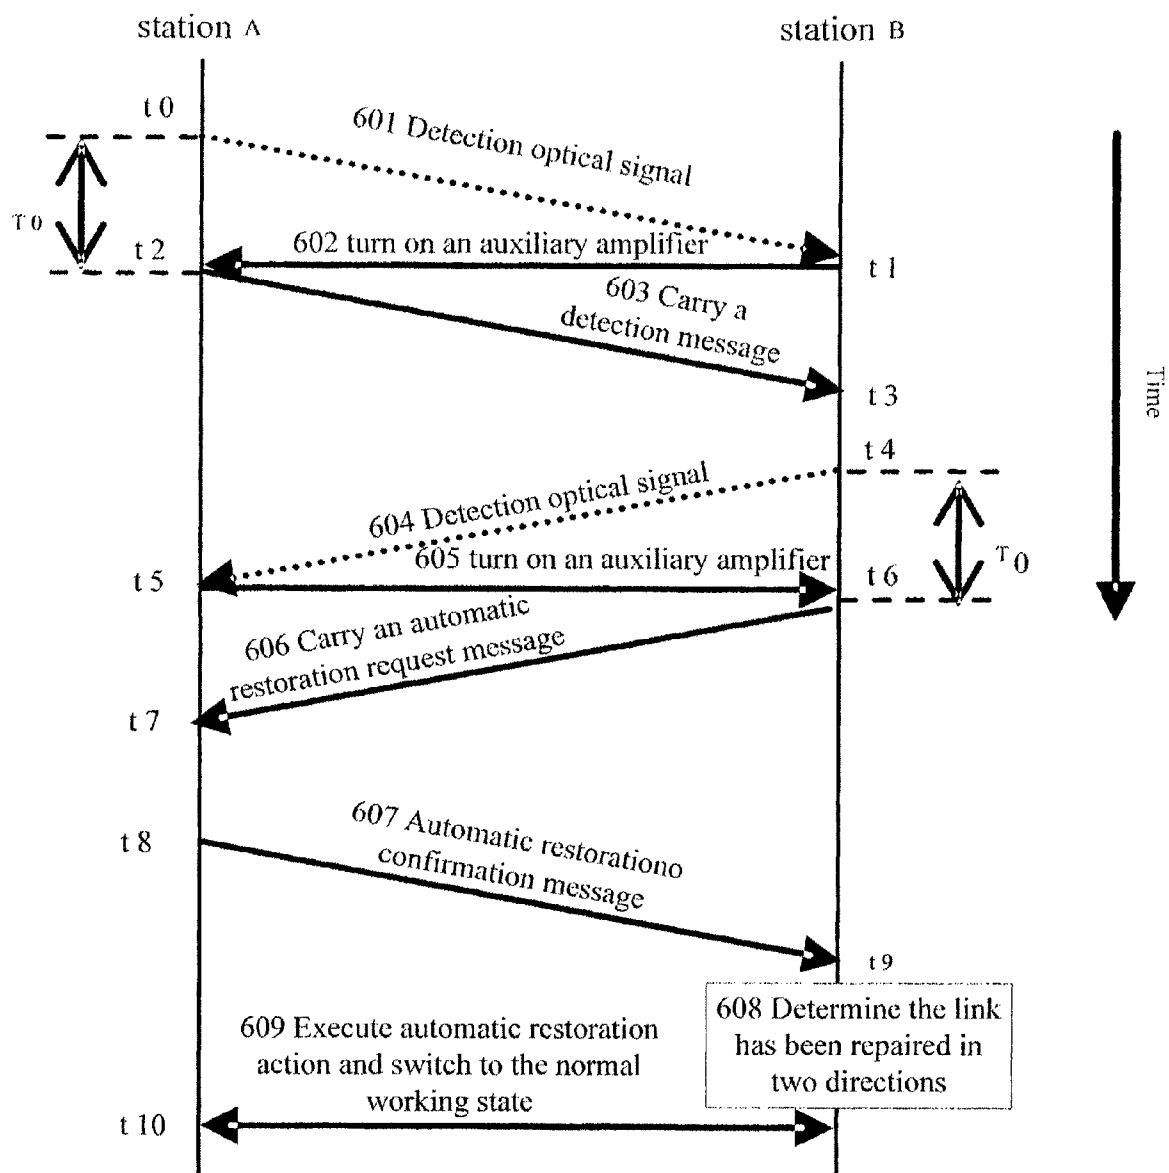 station A
station B
t 0
601 Detection optical signal
T 0
t 2
602 turn on an auxiliary amplifier
t 1
603 Carry a
detection message
t 3
Time
t 4
604 Detection optical signal
t 5
605 turn on an auxiliary amplifier
t 6
T 0
606 Carry an automatic
restoration request message
t 7
607 Automatic restorationo
confirmation message
t 8
t 9
608 Determine the link
has been repaired in
two directions
609 Execute automatic restoration
action and switch to the normal
working state
t 10